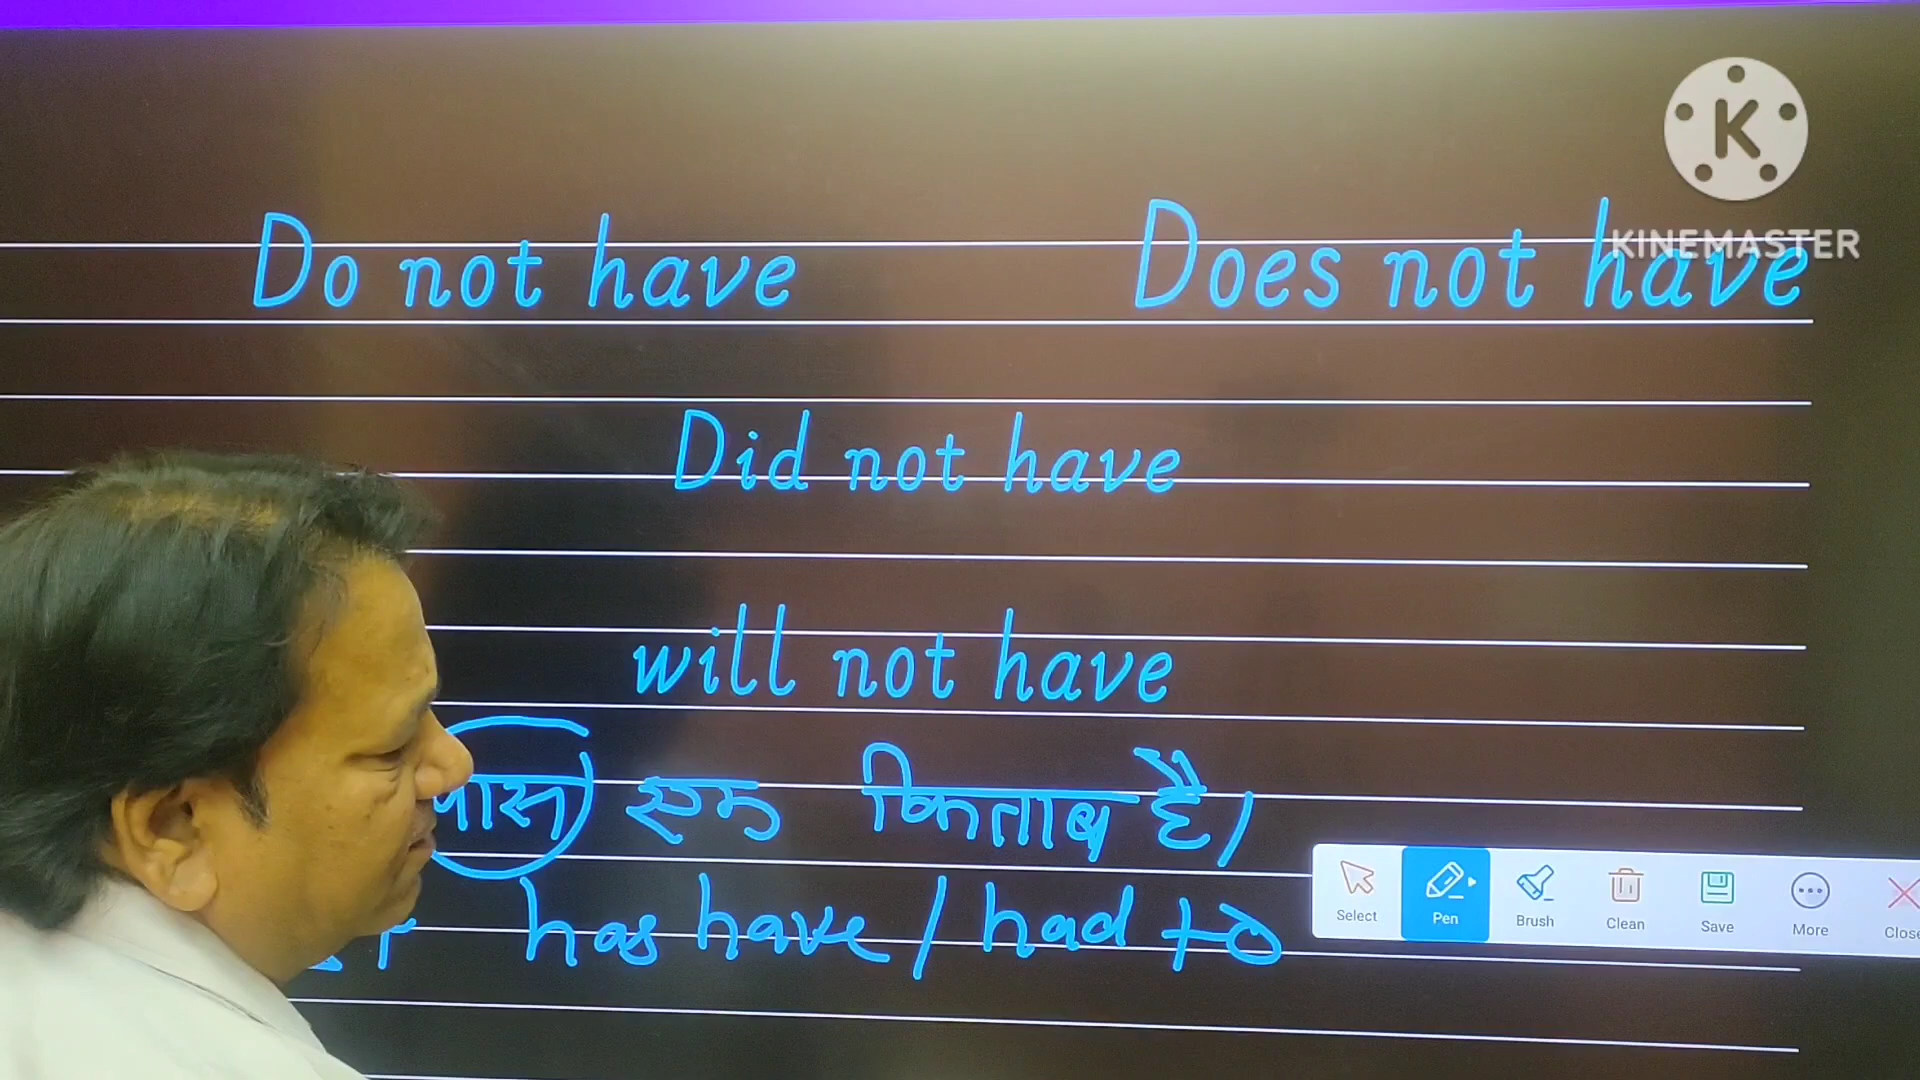 K
KINEMASTER
Do not have Does not have
Did not have
will not have
पास एक किताब है।
has have / had to
Select Pen Brush Clean Save More Close